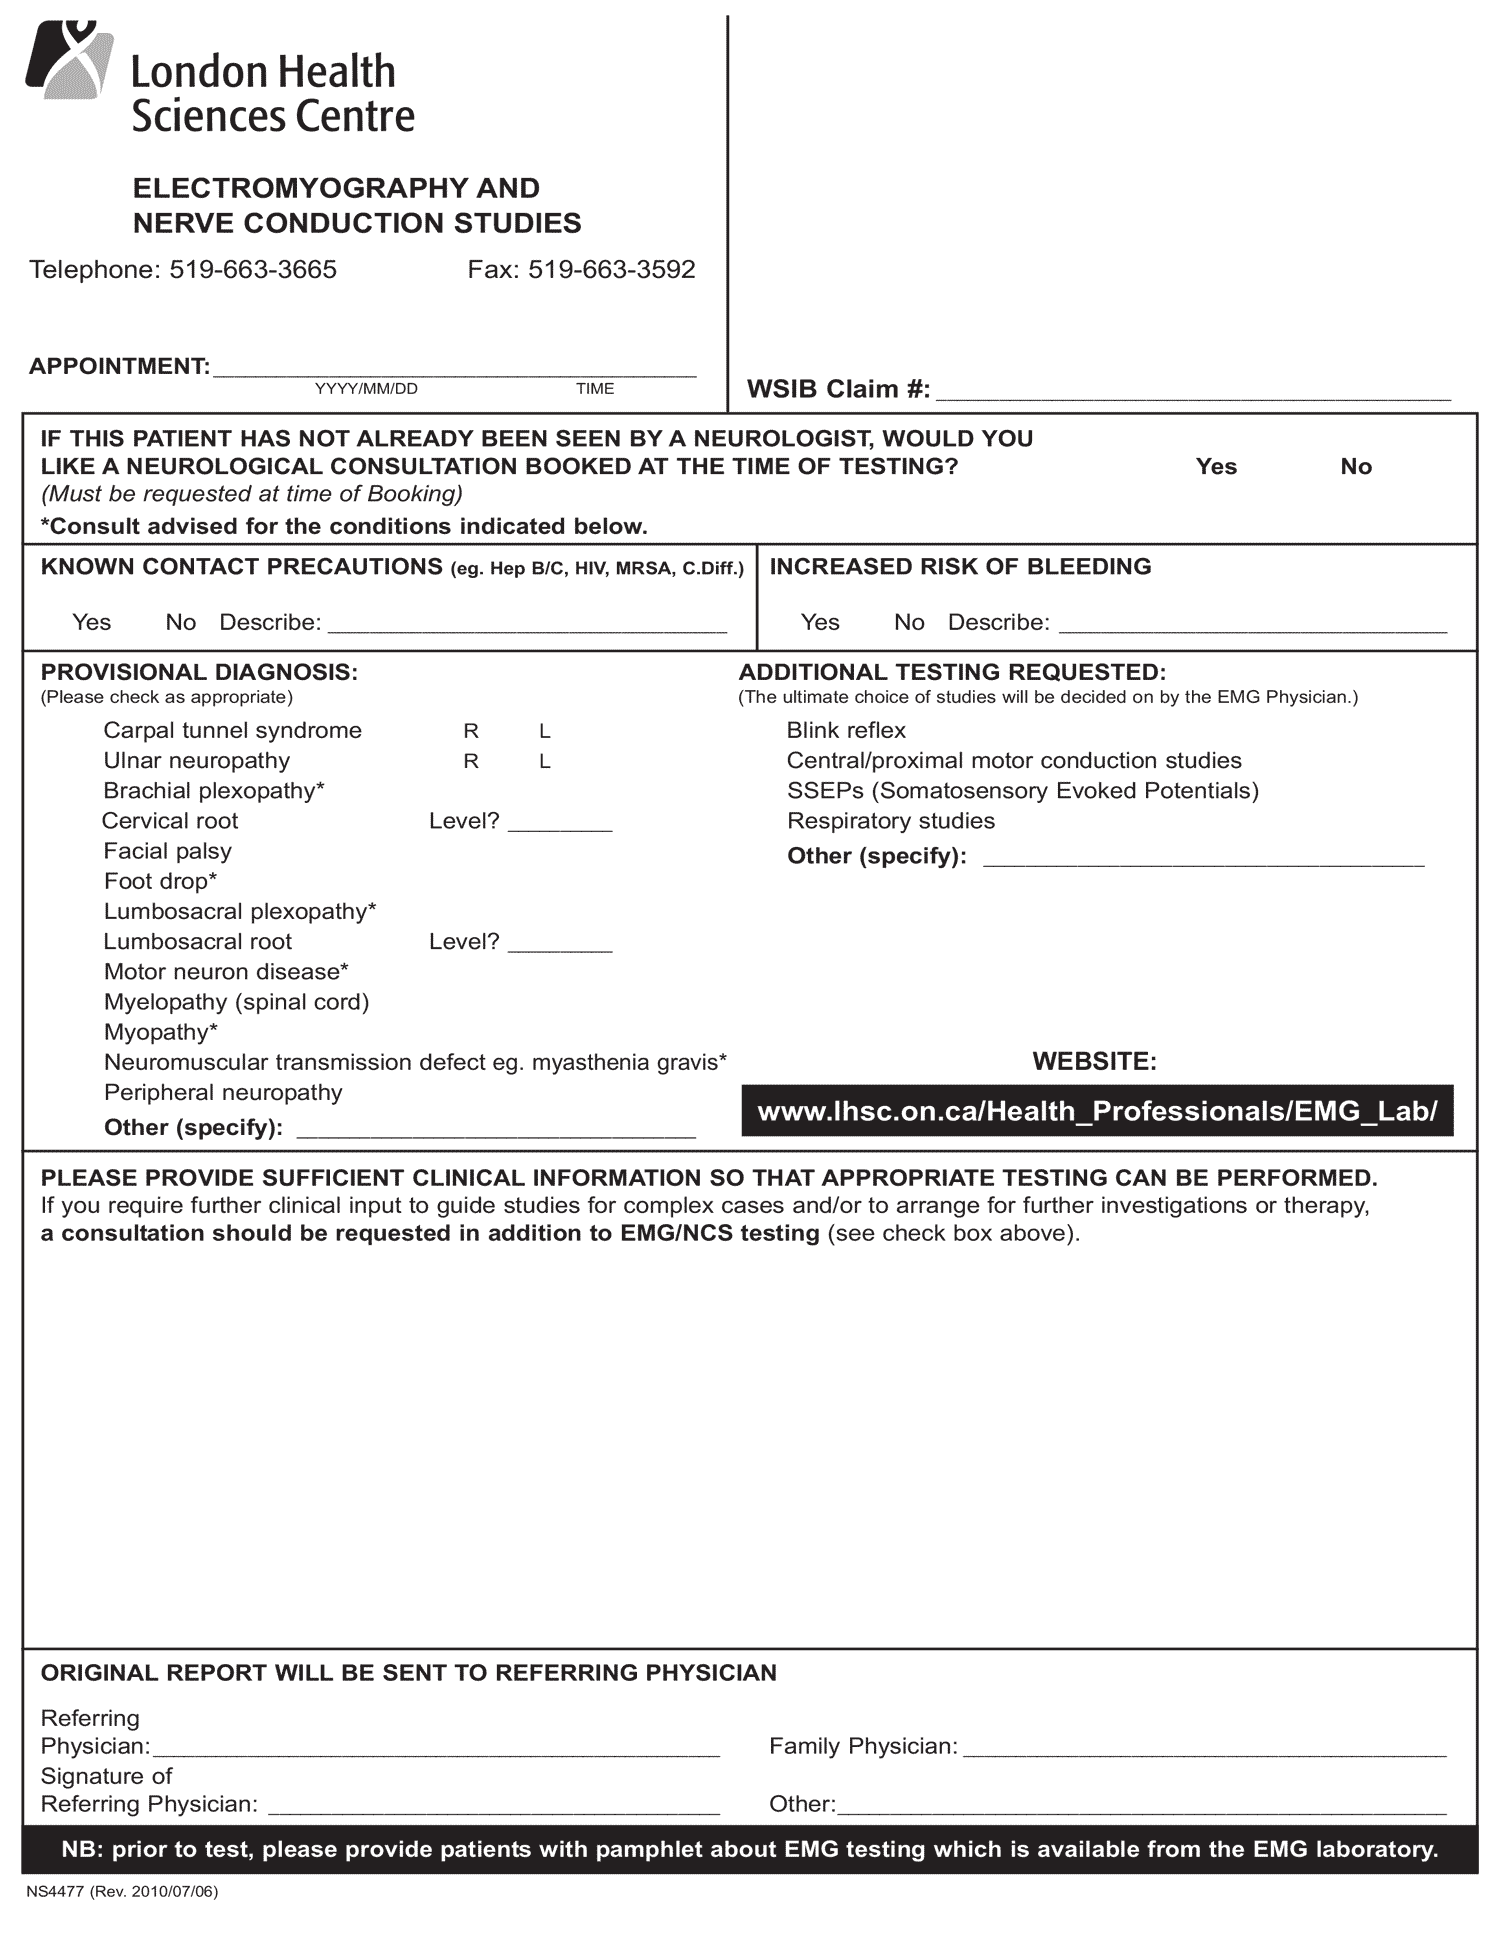 London Health
Sciences Centre
ELECTROMYOGRAPHY AND
NERVE CONDUCTION STUDIES
Telephone: 519-663-3665 Fax: 519-663-3592
APPOINTMENT:
YYYY/MM/DD TIME
WSIB Claim #:
IF THIS PATIENT HAS NOT ALREADY BEEN SEEN BY A NEUROLOGIST, WOULD YOU
LIKE A NEUROLOGICAL CONSULTATION BOOKED AT THE TIME OF TESTING? Yes No
(Must be requested at time of Booking)
*Consult advised for the conditions indicated below.
KNOWN CONTACT PRECAUTIONS (eg. Hep B/C, HIV, MRSA, C.Diff.)
Yes No Describe:
INCREASED RISK OF BLEEDING
Yes No Describe:
PROVISIONAL DIAGNOSIS:
(Please check as appropriate)
Carpal tunnel syndrome R L
Ulnar neuropathy R L
Brachial plexopathy*
Cervical root Level?
Facial palsy
Foot drop*
Lumbosacral plexopathy*
Lumbosacral root Level?
Motor neuron disease*
Myelopathy (spinal cord)
Myopathy*
Neuromuscular transmission defect eg. myasthenia gravis*
Peripheral neuropathy
Other (specify):
ADDITIONAL TESTING REQUESTED:
(The ultimate choice of studies will be decided on by the EMG Physician.)
Blink reflex
Central/proximal motor conduction studies
SSEPs (Somatosensory Evoked Potentials)
Respiratory studies
Other (specify):
WEBSITE:
www.lhsc.on.ca/Health_Professionals/EMG_Lab/
PLEASE PROVIDE SUFFICIENT CLINICAL INFORMATION SO THAT APPROPRIATE TESTING CAN BE PERFORMED.
If you require further clinical input to guide studies for complex cases and/or to arrange for further investigations or therapy,
a consultation should be requested in addition to EMG/NCS testing (see check box above).
ORIGINAL REPORT WILL BE SENT TO REFERRING PHYSICIAN
Referring
Physician: Family Physician:
Signature of
Referring Physician: Other:
NB: prior to test, please provide patients with pamphlet about EMG testing which is available from the EMG laboratory.
NS4477 (Rev. 2010/07/06)